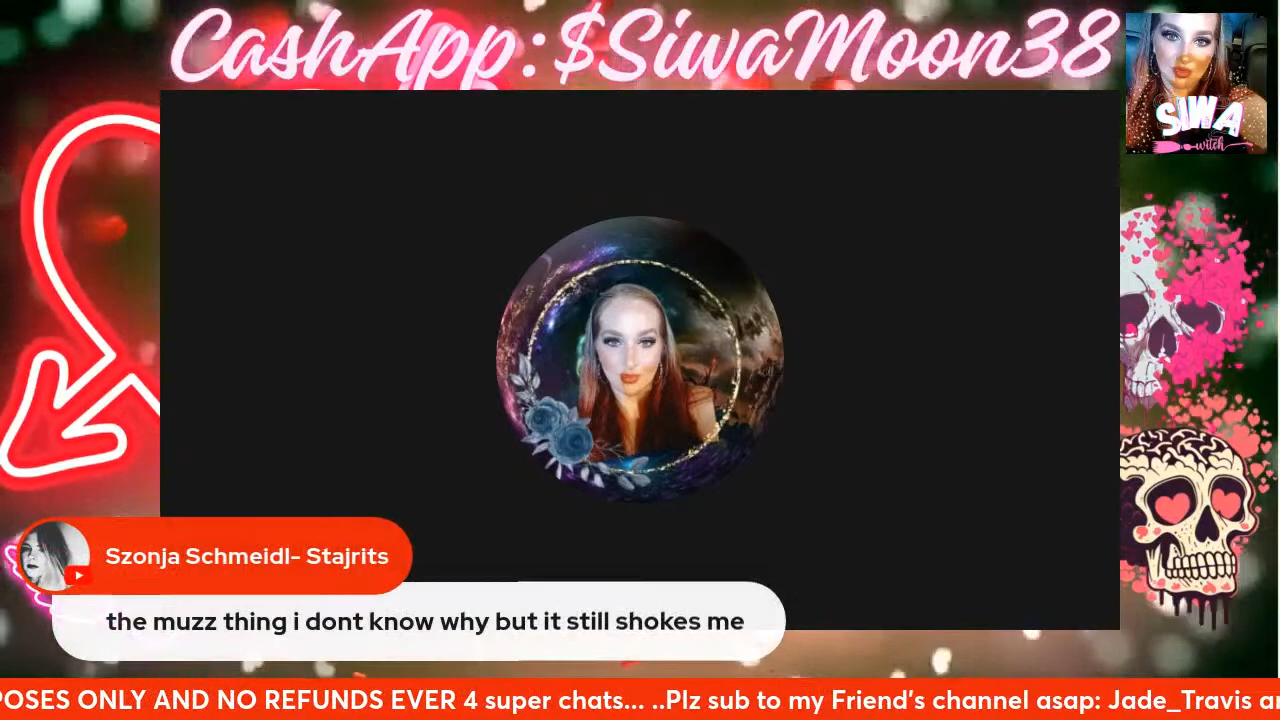 CashApp: $SiwaMoon38
SIWA
witch
Szonja Schmeidl- Stajrits
the muzz thing i dont know why but it still shokes me
POSES ONLY AND NO REFUNDS EVER 4 super chats... ..Plz sub to my Friend's channel asap: Jade_Travis